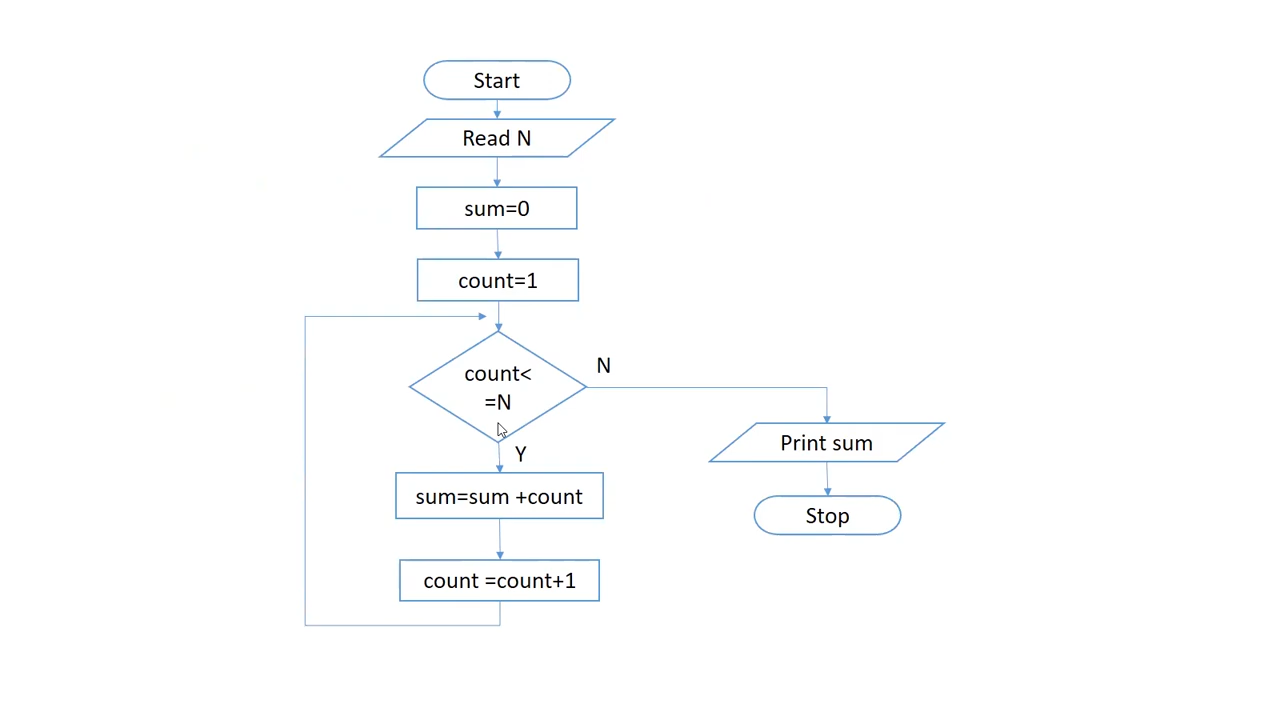 Start
Read N
sum=0
count=1
count<
=N
N
Y
sum=sum +count
count =count+1
Print sum
Stop